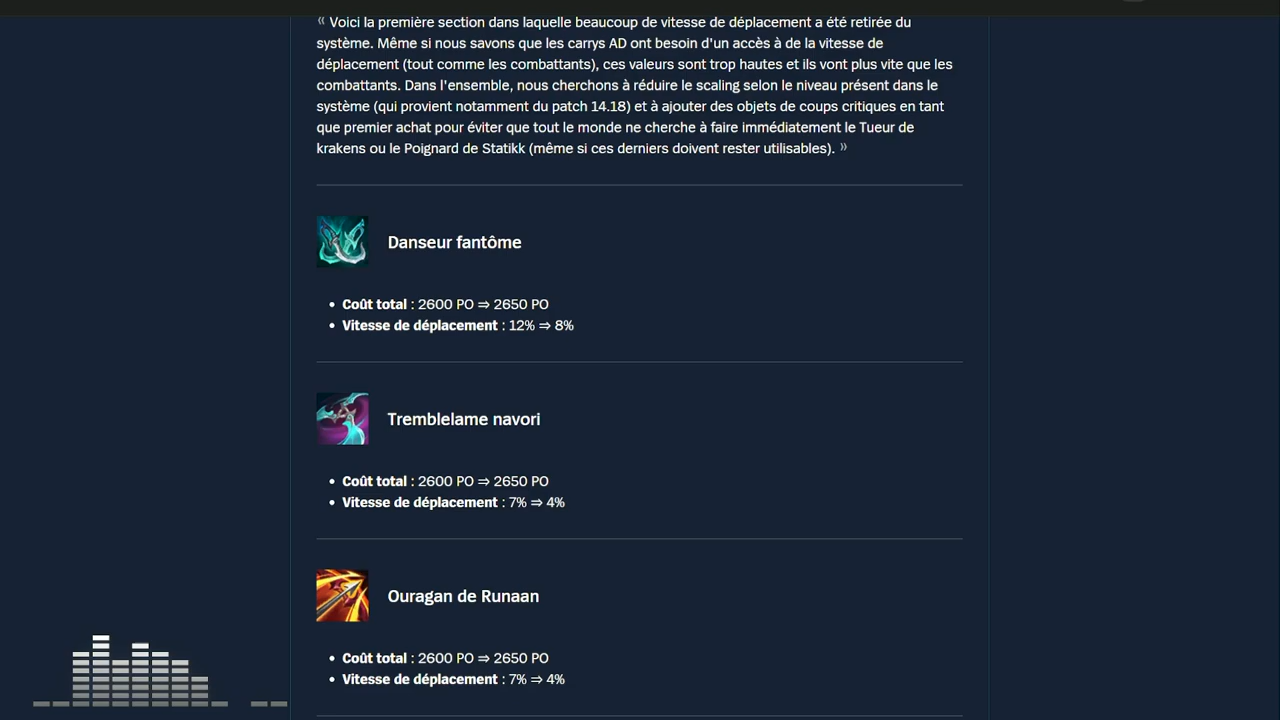 « Voici la première section dans laquelle beaucoup de vitesse de déplacement a été retirée du
système. Même si nous savons que les carrys AD ont besoin d'un accès à de la vitesse de
déplacement (tout comme les combattants), ces valeurs sont trop hautes et ils vont plus vite que les
combattants. Dans l'ensemble, nous cherchons à réduire le scaling selon le niveau présent dans le
système (qui provient notamment du patch 14.18) et à ajouter des objets de coups critiques en tant
que premier achat pour éviter que tout le monde ne cherche à faire immédiatement le Tueur de
krakens ou le Poignard de Statikk (même si ces derniers doivent rester utilisables). »
Danseur fantôme
• Coût total : 2600 PO ⇒ 2650 PO
• Vitesse de déplacement : 12% ⇒ 8%
Tremblelame navori
• Coût total : 2600 PO ⇒ 2650 PO
• Vitesse de déplacement : 7% ⇒ 4%
Ouragan de Runaan
• Coût total : 2600 PO ⇒ 2650 PO
• Vitesse de déplacement : 7% ⇒ 4%